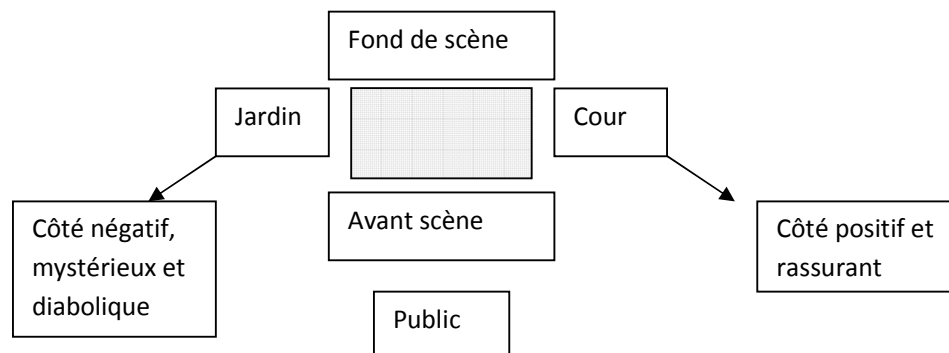 Fond de scène
Jardin
Cour
Avant scène
Côté négatif,
mystérieux et
diabolique
Côté positif et
rassurant
Public